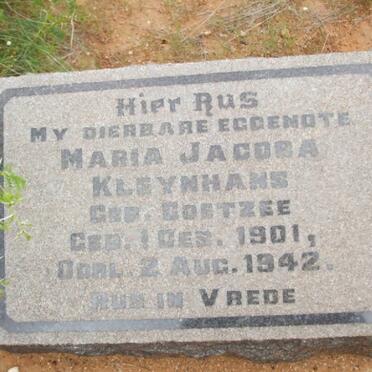 Hier Rus
My dierbare eggenote
Maria Jacoba
Kleynhans
Geb. Coetzee
Geb. 1 Des. 1901,
Oorl. 2 Aug. 1942.
Rus in Vrede